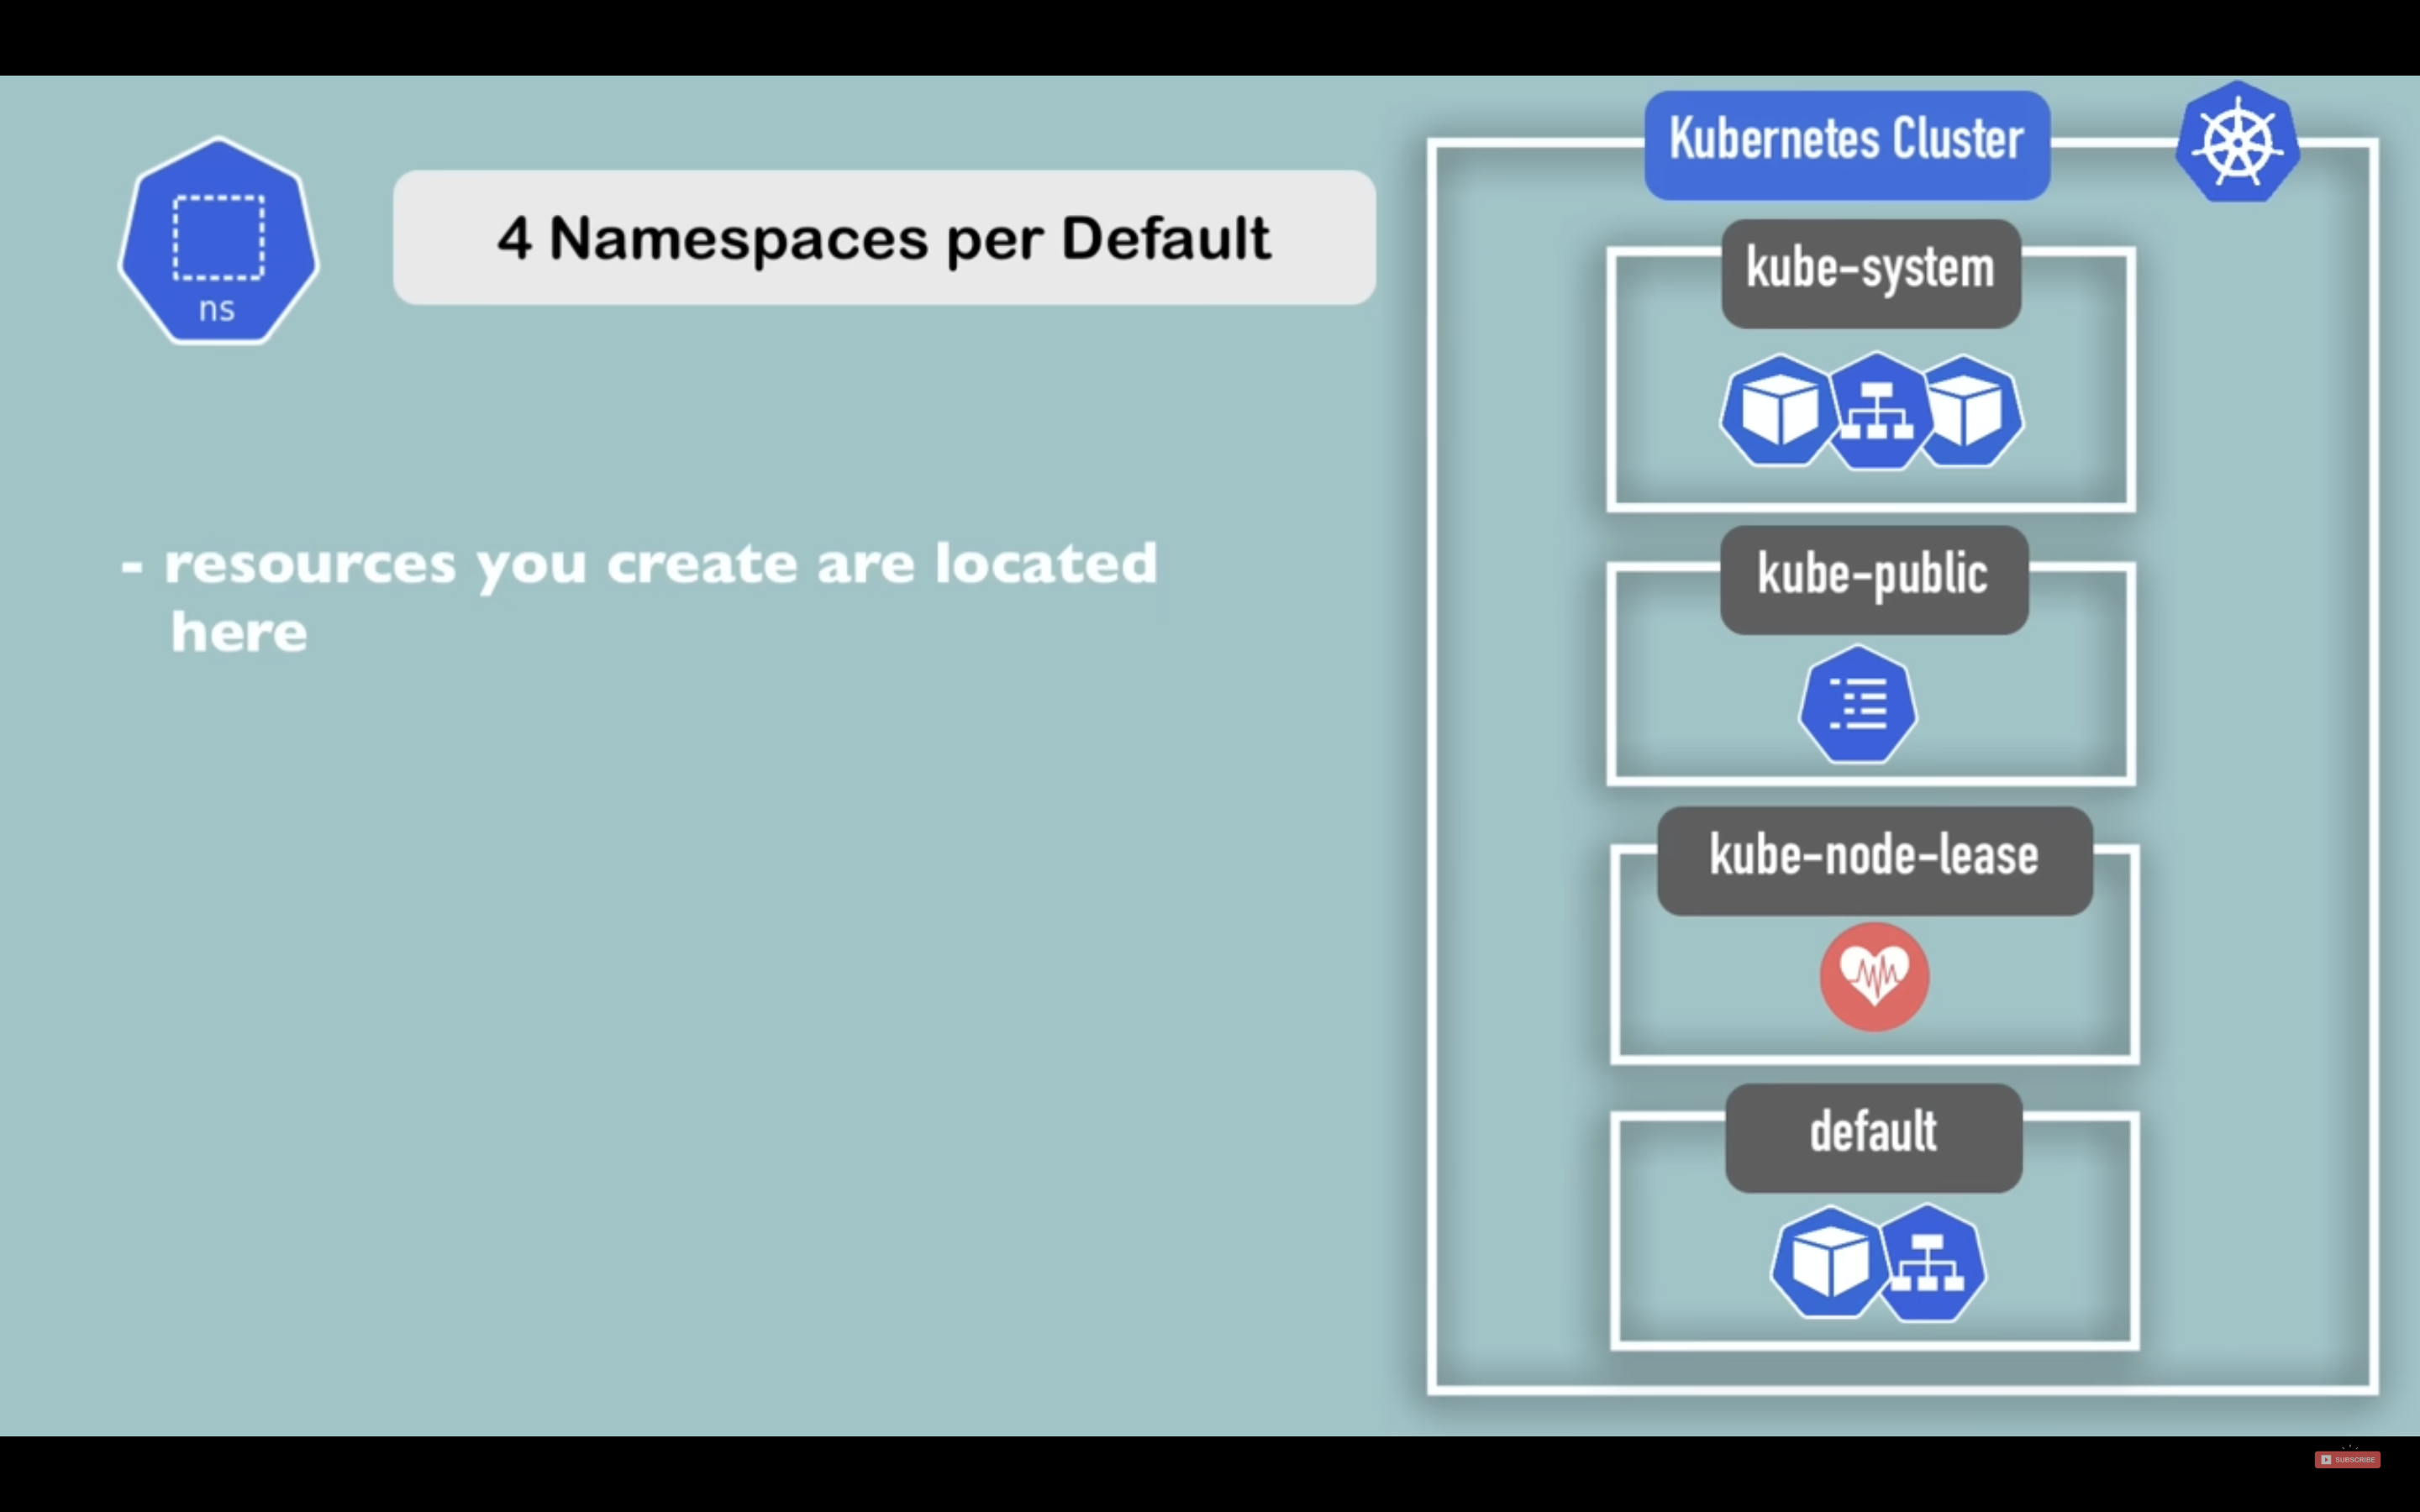 ns
4 Namespaces per Default
- resources you create are located
here
Kubernetes Cluster
kube-system
kube-public
kube-node-lease
default
SUBSCRIBE